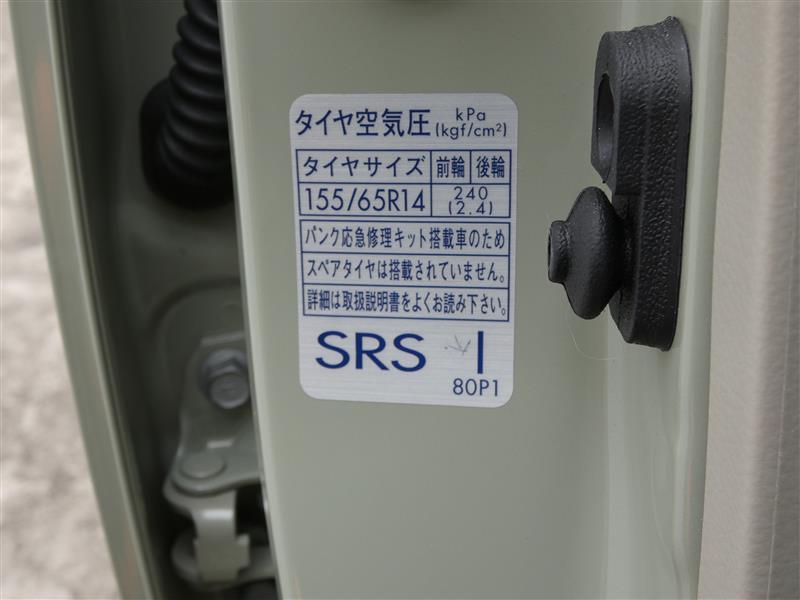 タイヤ空気圧 kPa (kgf/cm²)
タイヤサイズ 前輪 後輪
155/65R14 240 (2.4)
パンク応急修理キット搭載車のため
スペアタイヤは搭載されていません。
詳細は取扱説明書をよくお読み下さい。
SRS I
80P1